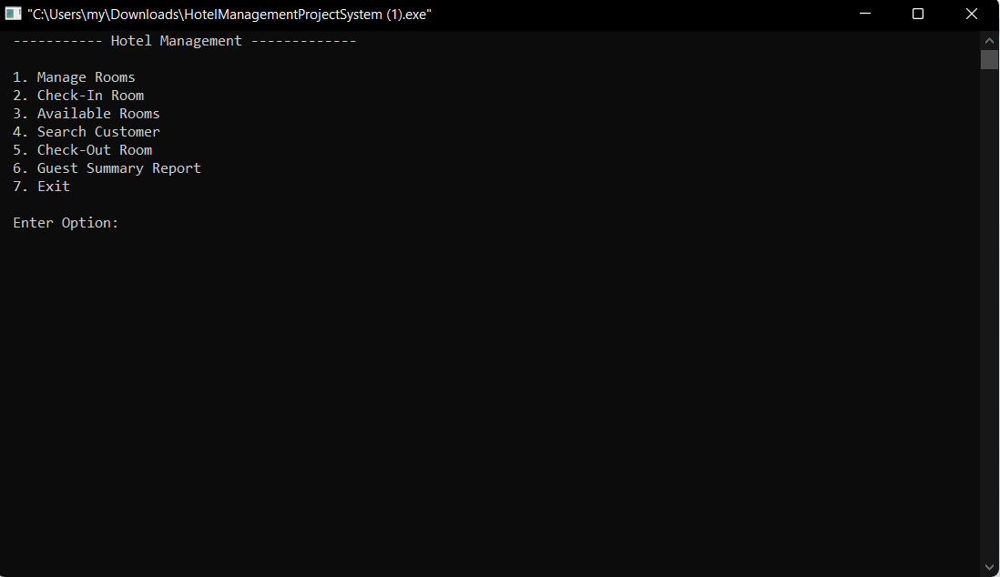 "C:\Users\my\Downloads\HotelManagementProjectSystem (1).exe"
----------- Hotel Management -------------
1. Manage Rooms
2. Check-In Room
3. Available Rooms
4. Search Customer
5. Check-Out Room
6. Guest Summary Report
7. Exit
Enter Option: